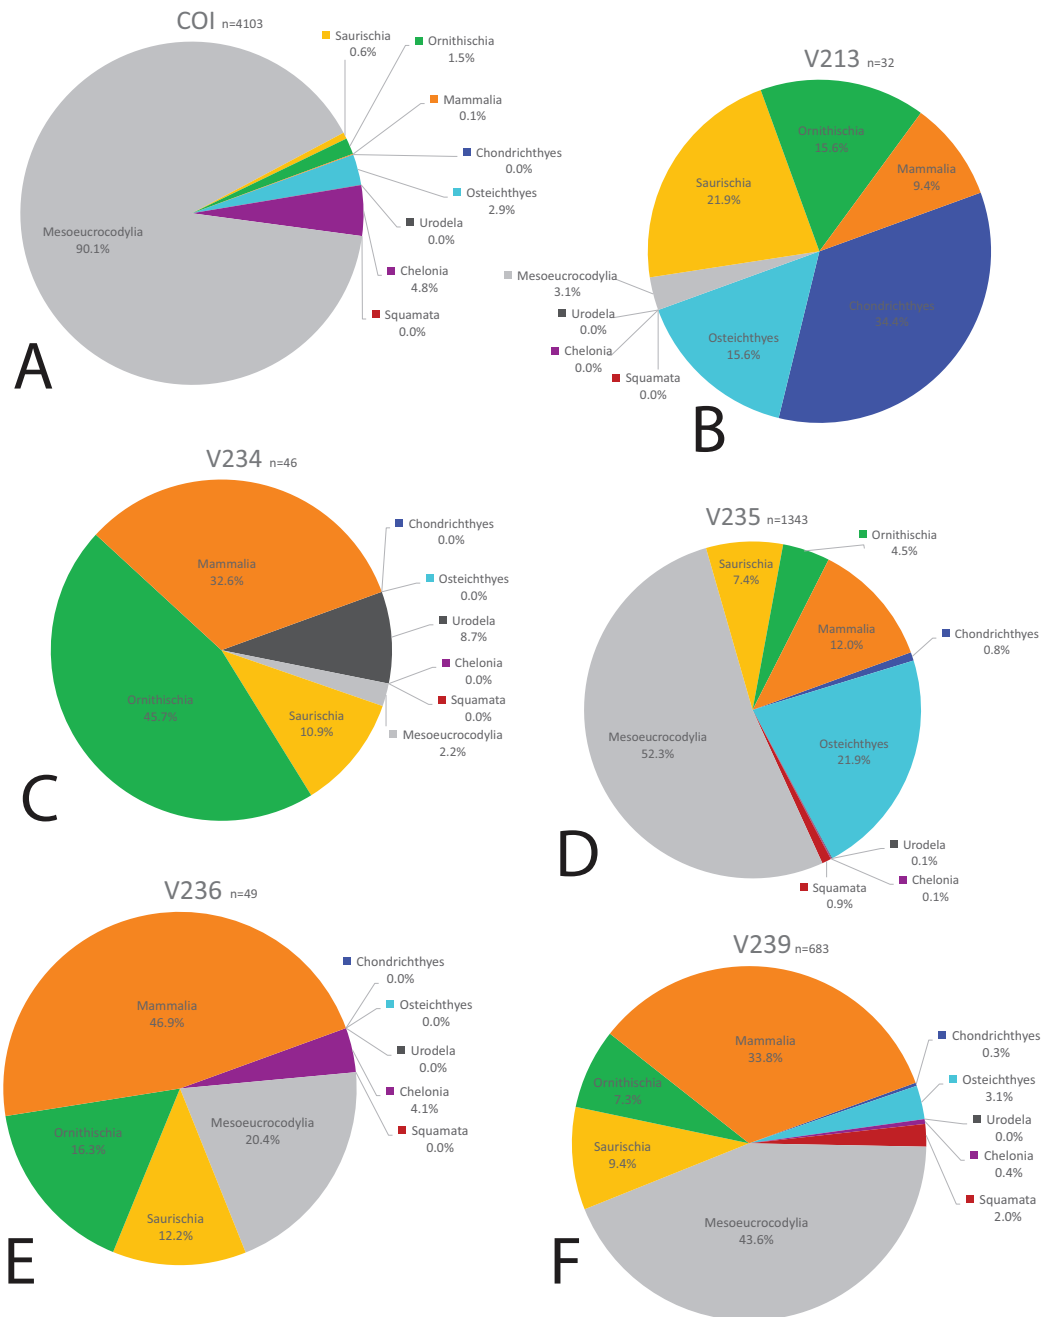 COI n=4103
Saurischia
0.6%
Ornithischia
1.5%
Mammalia
0.1%
Chondrichthyes
0.0%
Osteichthyes
2.9%
Urodela
0.0%
Chelonia
4.8%
Squamata
0.0%
Mesoeucrocodylia
90.1%
A
V213 n=32
Ornithischia
15.6%
Mammalia
9.4%
Saurischia
21.9%
Mesoeucrocodylia
3.1%
Urodela
0.0%
Chelonia
0.0%
Squamata
0.0%
Osteichthyes
15.6%
Chondrichthyes
34.4%
B
V234 n=46
Mammalia
32.6%
Chondrichthyes
0.0%
Osteichthyes
0.0%
Urodela
8.7%
Chelonia
0.0%
Squamata
0.0%
Mesoeucrocodylia
2.2%
Ornithischia
45.7%
Saurischia
10.9%
C
V235 n=1343
Ornithischia
4.5%
Saurischia
7.4%
Mammalia
12.0%
Chondrichthyes
0.8%
Mesoeucrocodylia
52.3%
Osteichthyes
21.9%
Urodela
0.1%
Chelonia
0.1%
Squamata
0.9%
D
V236 n=49
Mammalia
46.9%
Chondrichthyes
0.0%
Osteichthyes
0.0%
Urodela
0.0%
Chelonia
4.1%
Squamata
0.0%
Mesoeucrocodylia
20.4%
Ornithischia
16.3%
Saurischia
12.2%
E
V239 n=683
Mammalia
33.8%
Chondrichthyes
0.3%
Osteichthyes
3.1%
Urodela
0.0%
Chelonia
0.4%
Squamata
2.0%
Ornithischia
7.3%
Saurischia
9.4%
Mesoeucrocodylia
43.6%
F